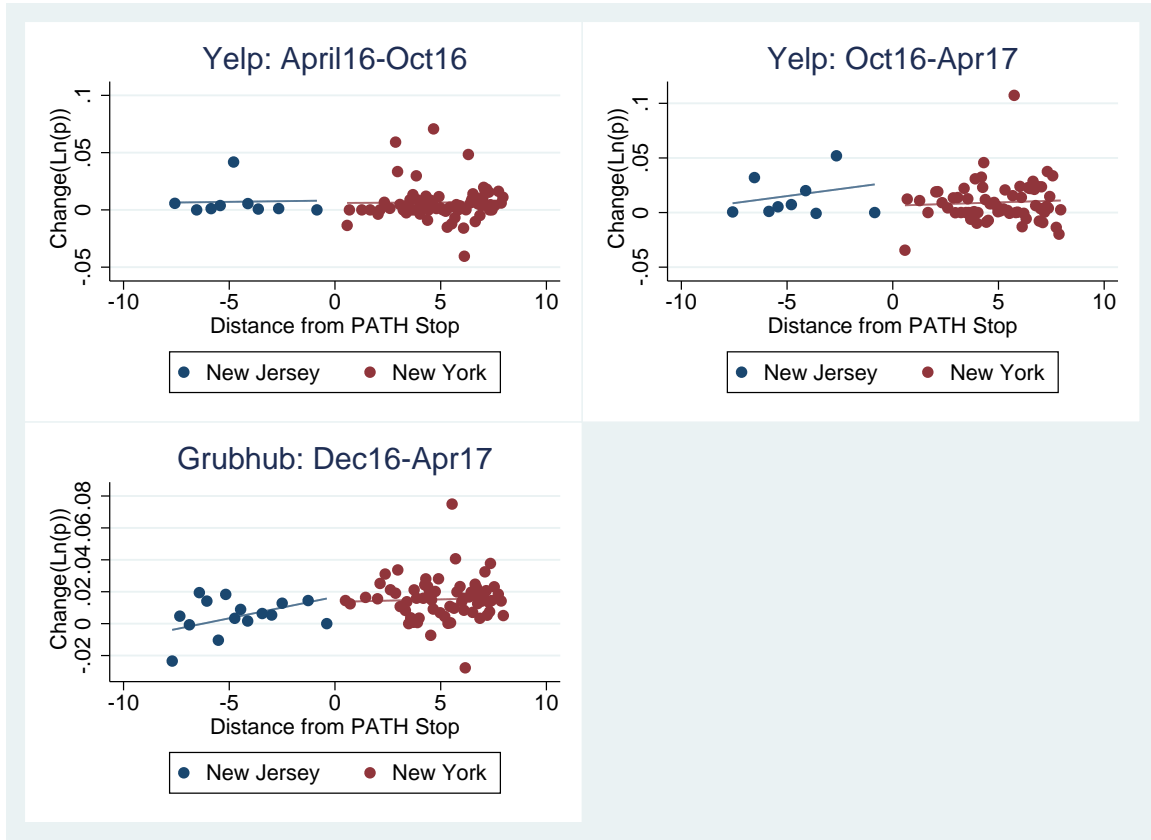 Yelp: April16-Oct16
Change(Ln(p))
.1
.05
0
-.05
-10 -5 0 5 10
Distance from PATH Stop
New Jersey New York
Yelp: Oct16-Apr17
Change(Ln(p))
.1
.05
0
-.05
-10 -5 0 5 10
Distance from PATH Stop
New Jersey New York
Grubhub: Dec16-Apr17
Change(Ln(p))
.08
.06
.04
.02
0
-.02
-10 -5 0 5 10
Distance from PATH Stop
New Jersey New York